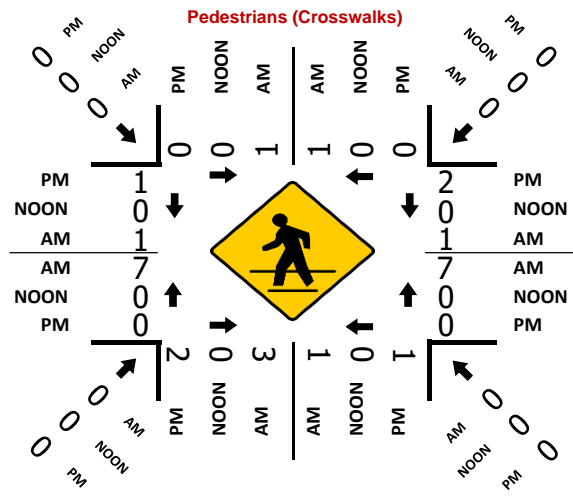 Pedestrians (Crosswalks)
0 PM
0 NOON
0 AM
PM NOON AM AM NOON PM
0 0 1 1 0 0
PM 0
NOON 0
AM 0
PM 1 2 PM
NOON 0 0 NOON
AM 1 1 AM
AM 7 7 AM
NOON 0 0 NOON
PM 0 0 PM
2 0 3 1 0 1
PM NOON AM AM NOON PM
0 AM
0 NOON
0 PM
AM 0
NOON 0
PM 0